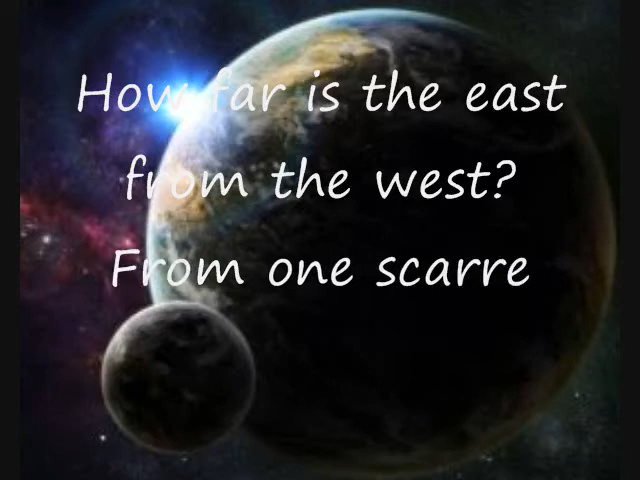 How far is the east
from the west?
From one scarre